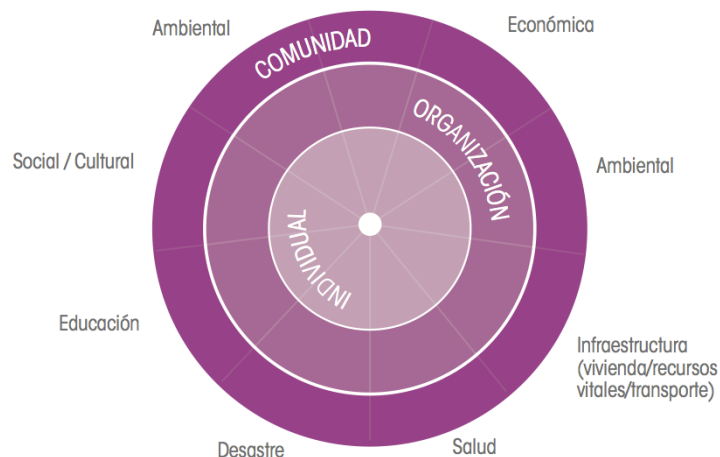 Ambiental
Económica
COMUNIDAD
ORGANIZACIÓN
INDIVIDUAL
Social / Cultural
Ambiental
Educación
Infraestructura
(vivienda/recursos
vitales/transporte)
Desastre
Salud